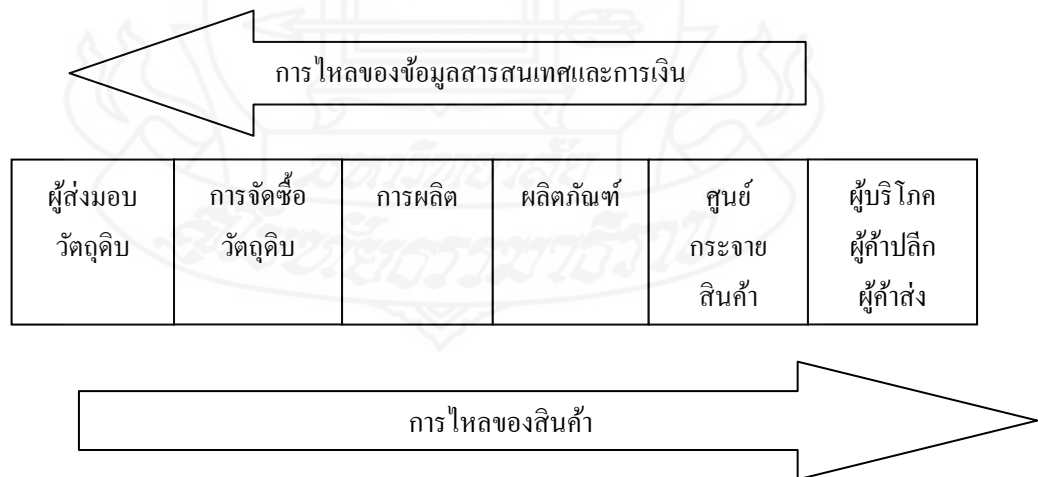 การไหลของข้อมูลสารสนเทศและการเงิน
ผู้ส่งมอบ
วัตถุดิบ
การจัดซื้อ
วัตถุดิบ
การผลิต
ผลิตภัณฑ์
ศูนย์
กระจาย
สินค้า
ผู้บริโภค
ผู้ค้าปลีก
ผู้ค้าส่ง
การไหลของสินค้า